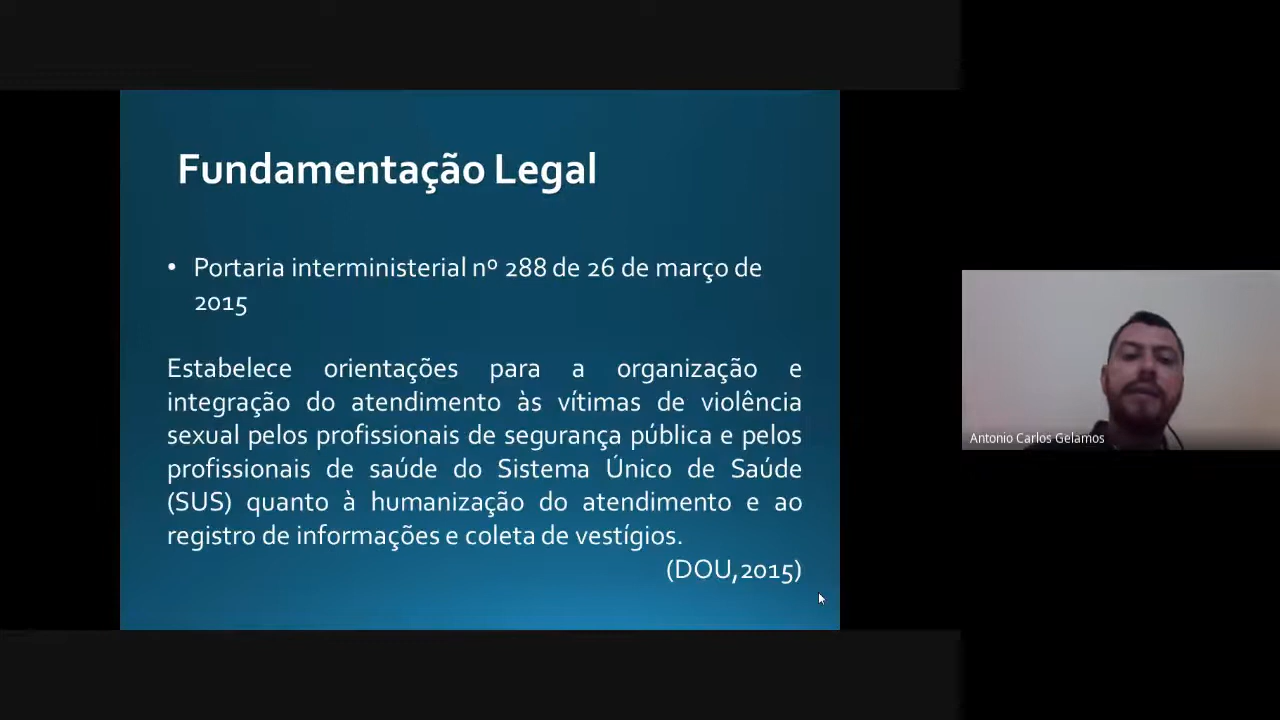 Fundamentação Legal
• Portaria interministerial nº 288 de 26 de março de
2015
Estabelece orientações para a organização e
integração do atendimento às vítimas de violência
sexual pelos profissionais de segurança pública e pelos
profissionais de saúde do Sistema Único de Saúde
(SUS) quanto à humanização do atendimento e ao
registro de informações e coleta de vestígios.
(DOU,2015)
Antonio Carlos Gelamos